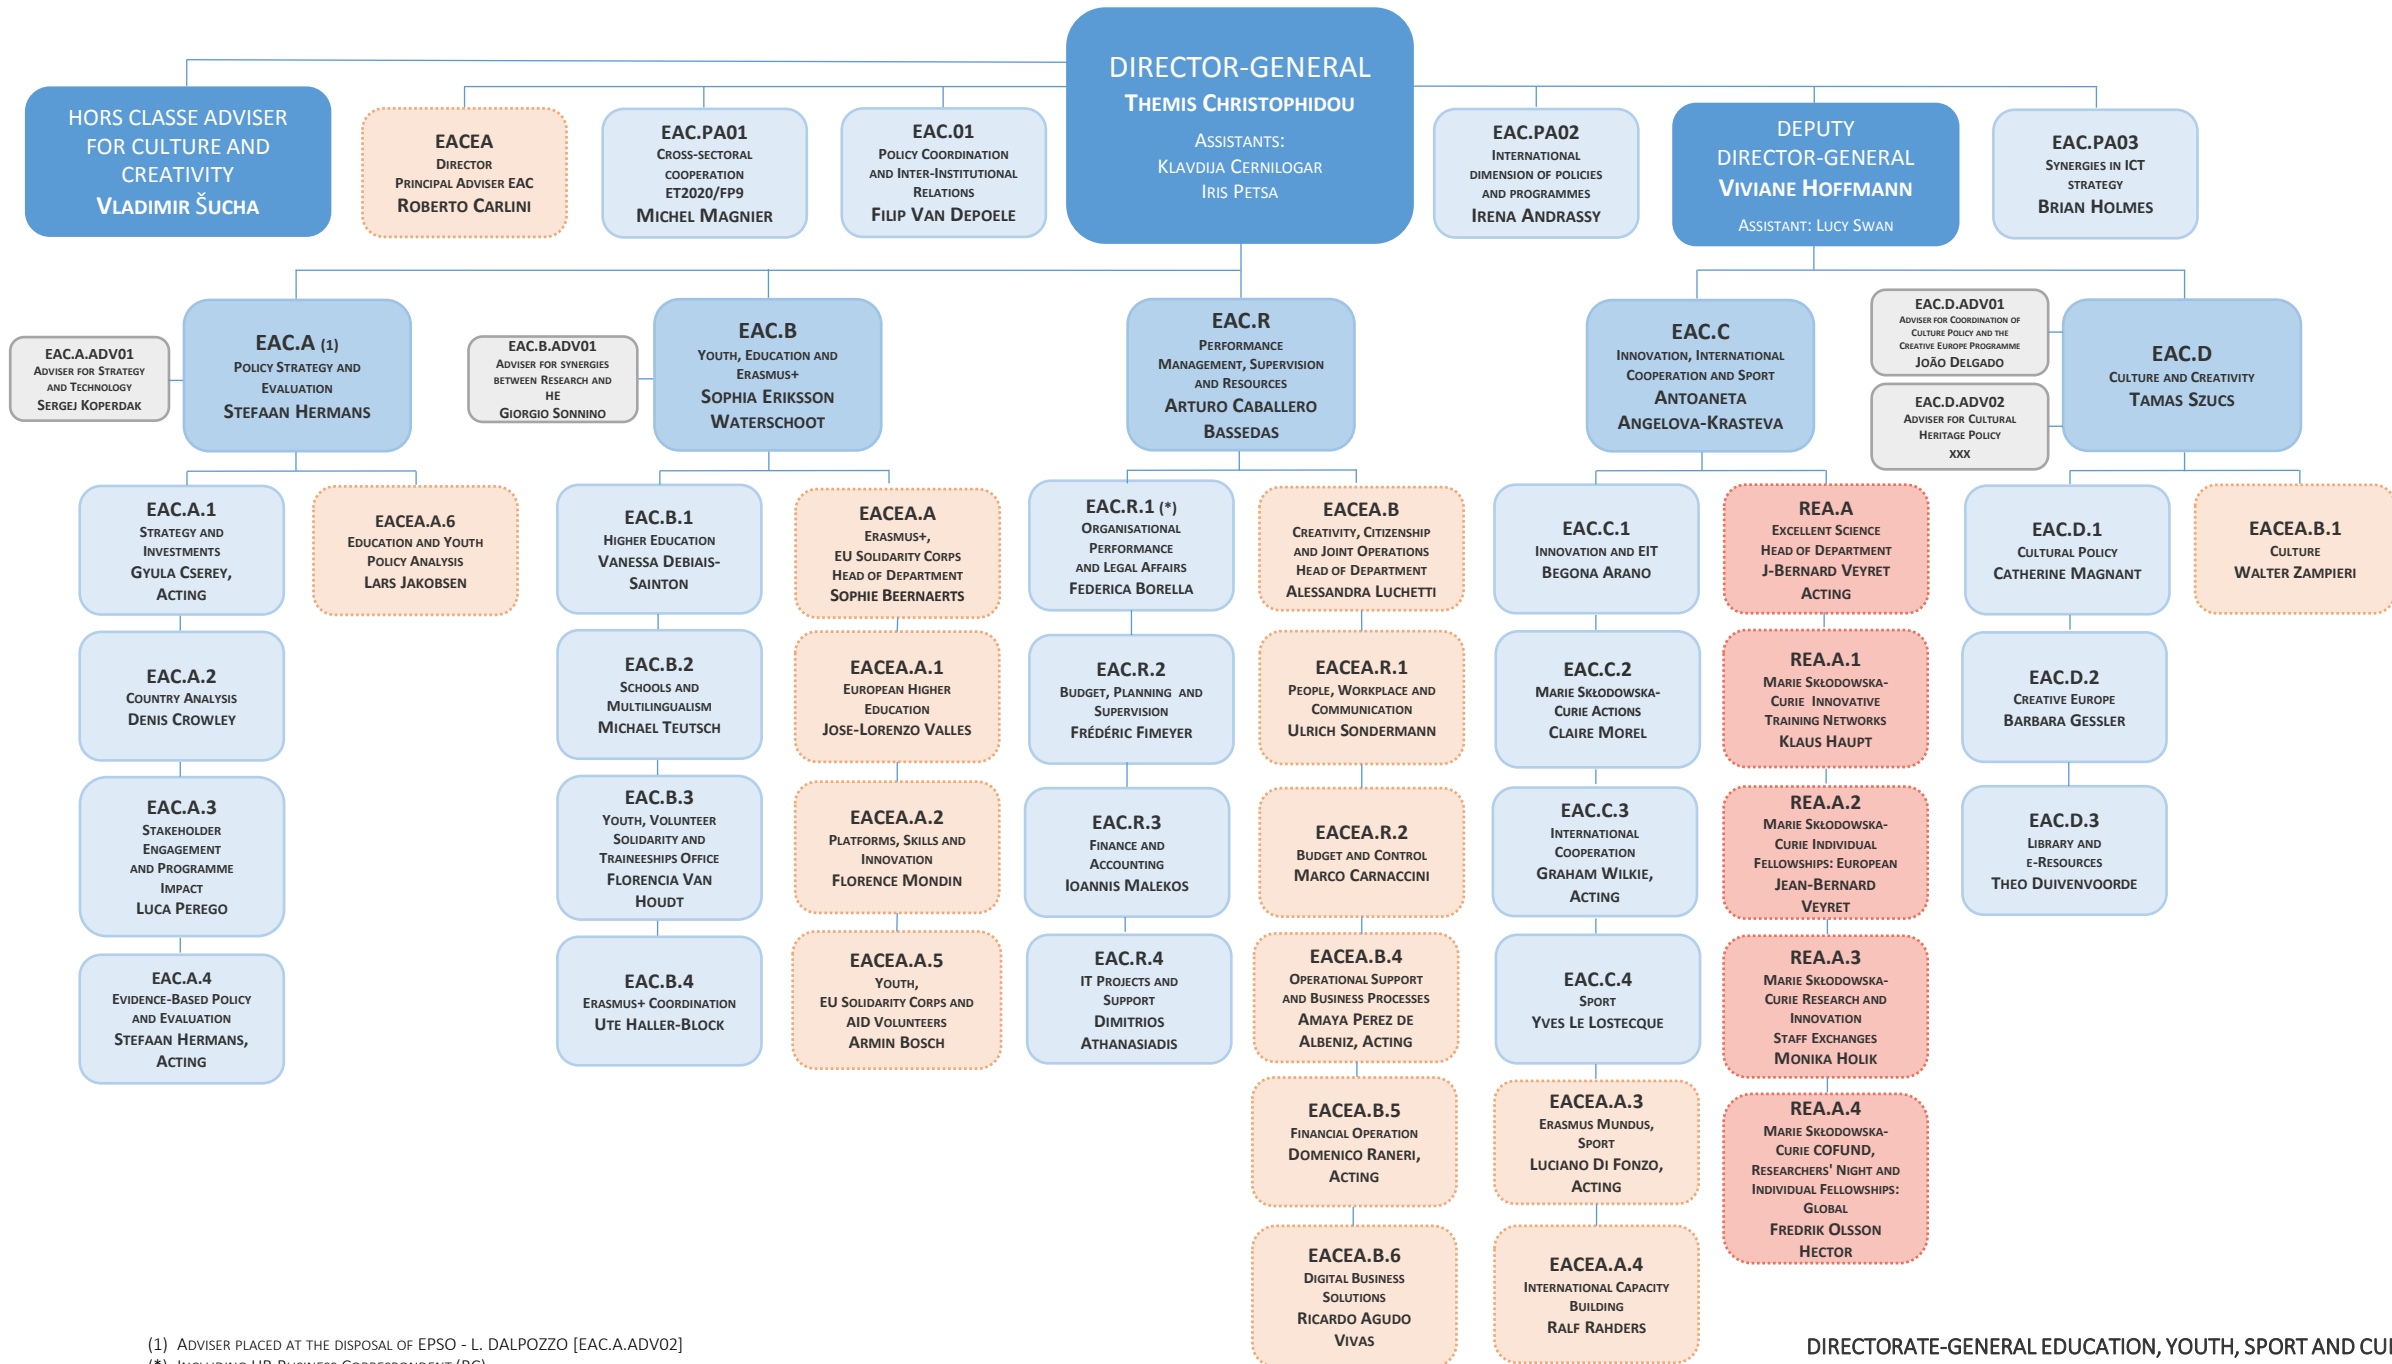 HORS CLASSE ADVISER
FOR CULTURE AND
CREATIVITY
VLADIMIR ŠUCHA
EACEA
DIRECTOR
PRINCIPAL ADVISER EAC
ROBERTO CARLINI
EAC.PA01
CROSS-SECTORAL
COOPERATION
ET2020/FP9
MICHEL MAGNIER
EAC.01
POLICY COORDINATION
AND INTER-INSTITUTIONAL
RELATIONS
FILIP VAN DEPOELE
DIRECTOR-GENERAL
THEMIS CHRISTOPHIDOU
ASSISTANTS:
KLAVDIJA CERNILOGAR
IRIS PETSA
EAC.PA02
INTERNATIONAL
DIMENSION OF POLICIES
AND PROGRAMMES
IRENA ANDRASSY
DEPUTY
DIRECTOR-GENERAL
VIVIANE HOFFMANN
ASSISTANT: LUCY SWAN
EAC.PA03
SYNERGIES IN ICT
STRATEGY
BRIAN HOLMES
EAC.A.ADV01
ADVISER FOR STRATEGY
AND TECHNOLOGY
SERGEJ KOPERDAK
EAC.A (1)
POLICY STRATEGY AND
EVALUATION
STEFAAN HERMANS
EAC.B.ADV01
ADVISER FOR SYNERGIES
BETWEEN RESEARCH AND
HE
GIORGIO SONNINO
EAC.B
YOUTH, EDUCATION AND
ERASMUS+
SOPHIA ERIKSSON
WATERSCHOOT
EAC.R
PERFORMANCE
MANAGEMENT, SUPERVISION
AND RESOURCES
ARTURO CABALLERO
BASSEDAS
EAC.C
INNOVATION, INTERNATIONAL
COOPERATION AND SPORT
ANTOANETA
ANGELOVA-KRASTEVA
EAC.D.ADV01
ADVISER FOR COORDINATION OF
CULTURE POLICY AND THE
CREATIVE EUROPE PROGRAMME
JOÃO DELGADO
EAC.D.ADV02
ADVISER FOR CULTURAL
HERITAGE POLICY
XXX
EAC.D
CULTURE AND CREATIVITY
TAMAS SZUCS
EAC.A.1
STRATEGY AND
INVESTMENTS
GYULA CSEREY,
ACTING
EAC.A.2
COUNTRY ANALYSIS
DENIS CROWLEY
EAC.A.3
STAKEHOLDER
ENGAGEMENT
AND PROGRAMME
IMPACT
LUCA PEREGO
EAC.A.4
EVIDENCE-BASED POLICY
AND EVALUATION
STEFAAN HERMANS,
ACTING
EACEA.A.6
EDUCATION AND YOUTH
POLICY ANALYSIS
LARS JAKOBSEN
EAC.B.1
HIGHER EDUCATION
VANESSA DEBIAIS-
SAINTON
EAC.B.2
SCHOOLS AND
MULTILINGUALISM
MICHAEL TEUTSCH
EAC.B.3
YOUTH, VOLUNTEER
SOLIDARITY AND
TRAINEESHIPS OFFICE
FLORENCIA VAN
HOUDT
EAC.B.4
ERASMUS+ COORDINATION
UTE HALLER-BLOCK
EACEA.A
ERASMUS+,
EU SOLIDARITY CORPS
HEAD OF DEPARTMENT
SOPHIE BEERNAERTS
EACEA.A.1
EUROPEAN HIGHER
EDUCATION
JOSE-LORENZO VALLES
EACEA.A.2
PLATFORMS, SKILLS AND
INNOVATION
FLORENCE MONDIN
EACEA.A.5
YOUTH,
EU SOLIDARITY CORPS AND
AID VOLUNTEERS
ARMIN BOSCH
EAC.R.1 (*)
ORGANISATIONAL
PERFORMANCE
AND LEGAL AFFAIRS
FEDERICA BORELLA
EAC.R.2
BUDGET, PLANNING AND
SUPERVISION
FRÉDÉRIC FIMEYER
EAC.R.3
FINANCE AND
ACCOUNTING
IOANNIS MALEKOS
EAC.R.4
IT PROJECTS AND
SUPPORT
DIMITRIOS
ATHANASIADIS
EACEA.B
CREATIVITY, CITIZENSHIP
AND JOINT OPERATIONS
HEAD OF DEPARTMENT
ALESSANDRA LUCHETTI
EACEA.R.1
PEOPLE, WORKPLACE AND
COMMUNICATION
ULRICH SONDERMANN
EACEA.R.2
BUDGET AND CONTROL
MARCO CARNACCINI
EACEA.B.4
OPERATIONAL SUPPORT
AND BUSINESS PROCESSES
AMAYA PEREZ DE
ALBENIZ, ACTING
EACEA.B.5
FINANCIAL OPERATION
DOMENICO RANERI,
ACTING
EACEA.B.6
DIGITAL BUSINESS
SOLUTIONS
RICARDO AGUDO
VIVAS
EAC.C.1
INNOVATION AND EIT
BEGONA ARANO
EAC.C.2
MARIE SKŁODOWSKA-
CURIE ACTIONS
CLAIRE MOREL
EAC.C.3
INTERNATIONAL
COOPERATION
GRAHAM WILKIE,
ACTING
EAC.C.4
SPORT
YVES LE LOSTECQUE
EACEA.A.3
ERASMUS MUNDUS,
SPORT
LUCIANO DI FONZO,
ACTING
EACEA.A.4
INTERNATIONAL CAPACITY
BUILDING
RALF RAHDERS
REA.A
EXCELLENT SCIENCE
HEAD OF DEPARTMENT
J-BERNARD VEYRET
ACTING
REA.A.1
MARIE SKŁODOWSKA-
CURIE INNOVATIVE
TRAINING NETWORKS
KLAUS HAUPT
REA.A.2
MARIE SKŁODOWSKA-
CURIE INDIVIDUAL
FELLOWSHIPS: EUROPEAN
JEAN-BERNARD
VEYRET
REA.A.3
MARIE SKŁODOWSKA-
CURIE RESEARCH AND
INNOVATION
STAFF EXCHANGES
MONIKA HOLIK
REA.A.4
MARIE SKŁODOWSKA-
CURIE COFUND,
RESEARCHERS' NIGHT AND
INDIVIDUAL FELLOWSHIPS:
GLOBAL
FREDRIK OLSSON
HECTOR
EAC.D.1
CULTURAL POLICY
CATHERINE MAGNANT
EAC.D.2
CREATIVE EUROPE
BARBARA GESSLER
EAC.D.3
LIBRARY AND
E-RESOURCES
THEO DUIVENVOORDE
EACEA.B.1
CULTURE
WALTER ZAMPIERI
(1) ADVISER PLACED AT THE DISPOSAL OF EPSO - L. DALPOZZO [EAC.A.ADV02]
DIRECTORATE-GENERAL EDUCATION, YOUTH, SPORT AND